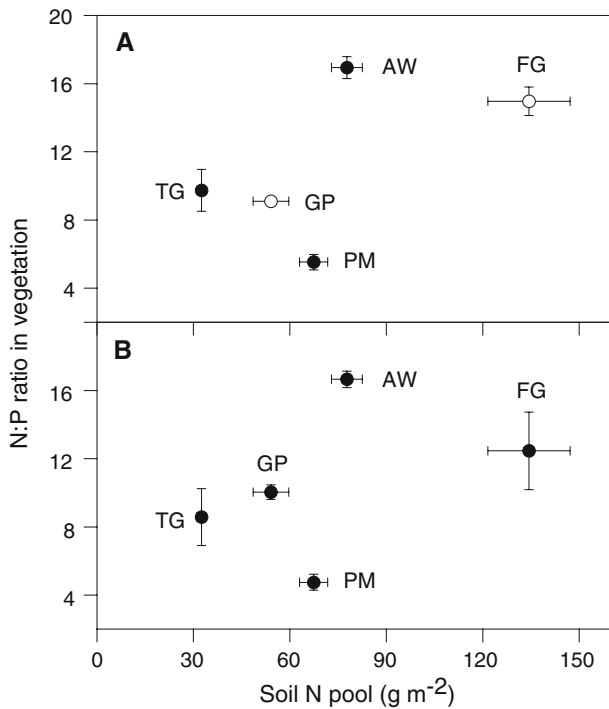 20
A
AW
FG
16
12
TG
GP
8
PM
4
B
AW
FG
16
GP
12
TG
8
PM
4
0 30 60 90 120 150
Soil N pool (g m-2)
N:P ratio in vegetation